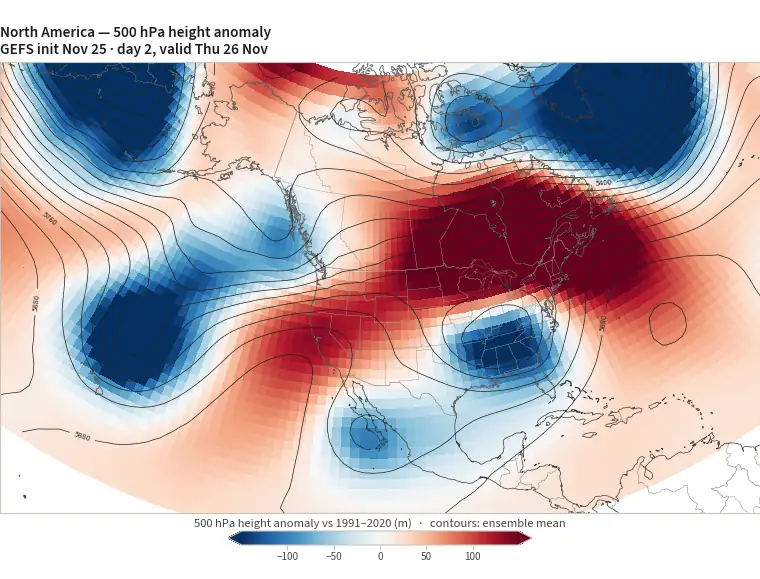 North America — 500 hPa height anomaly
GEFS init Nov 25 · day 2, valid Thu 26 Nov
5400
5880
5880
500 hPa height anomaly vs 1991–2020 (m) · contours: ensemble mean
−100 −50 0 50 100